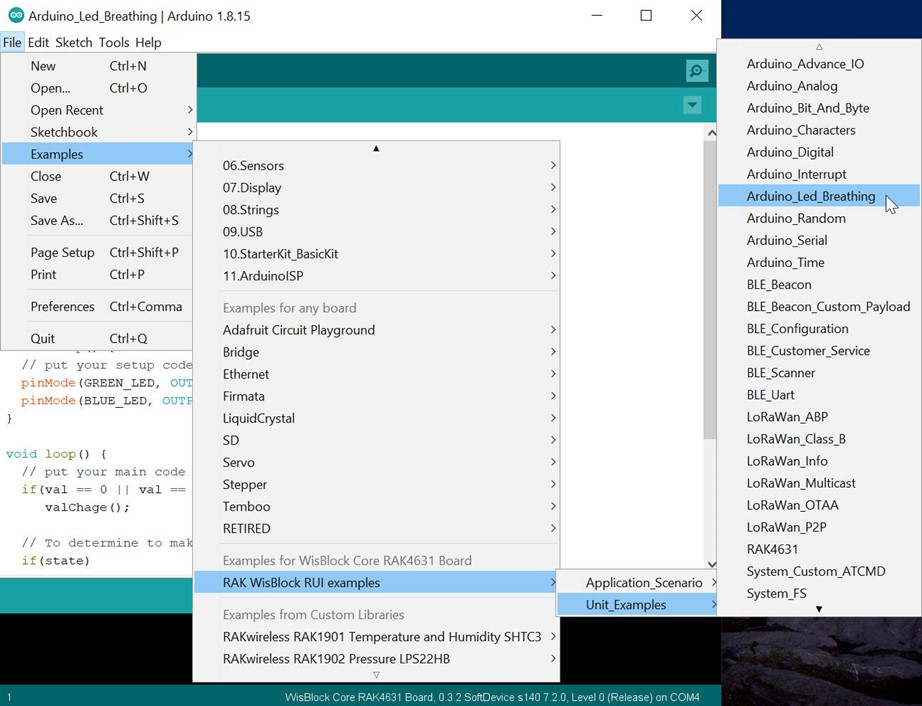 Arduino_Led_Breathing | Arduino 1.8.15
File Edit Sketch Tools Help
New Ctrl+N
Open... Ctrl+O
Open Recent
Sketchbook
Examples
Close Ctrl+W
Save Ctrl+S
Save As... Ctrl+Shift+S
Page Setup Ctrl+Shift+P
Print Ctrl+P
Preferences Ctrl+Comma
Quit Ctrl+Q
// put your setup code
pinMode(GREEN_LED, OUT
pinMode(BLUE_LED, OUTP
}
void loop() {
// put your main code
if(val == 0 || val ==
valChage();
// To determine to mak
if(state)
06.Sensors
07.Display
08.Strings
09.USB
10.StarterKit_BasicKit
11.ArduinoISP
Examples for any board
Adafruit Circuit Playground
Bridge
Ethernet
Firmata
LiquidCrystal
SD
Servo
Stepper
Temboo
RETIRED
Examples for WisBlock Core RAK4631 Board
RAK WisBlock RUI examples
Examples from Custom Libraries
RAKwireless RAK1901 Temperature and Humidity SHTC3
RAKwireless RAK1902 Pressure LPS22HB
Application_Scenario
Unit_Examples
Arduino_Advance_IO
Arduino_Analog
Arduino_Bit_And_Byte
Arduino_Characters
Arduino_Digital
Arduino_Interrupt
Arduino_Led_Breathing
Arduino_Random
Arduino_Serial
Arduino_Time
BLE_Beacon
BLE_Beacon_Custom_Payload
BLE_Configuration
BLE_Customer_Service
BLE_Scanner
BLE_Uart
LoRaWan_ABP
LoRaWan_Class_B
LoRaWan_Info
LoRaWan_Multicast
LoRaWan_OTAA
LoRaWan_P2P
RAK4631
System_Custom_ATCMD
System_FS
1 WisBlock Core RAK4631 Board, 0.3.2 SoftDevice s140 7.2.0, Level 0 (Release) on COM4